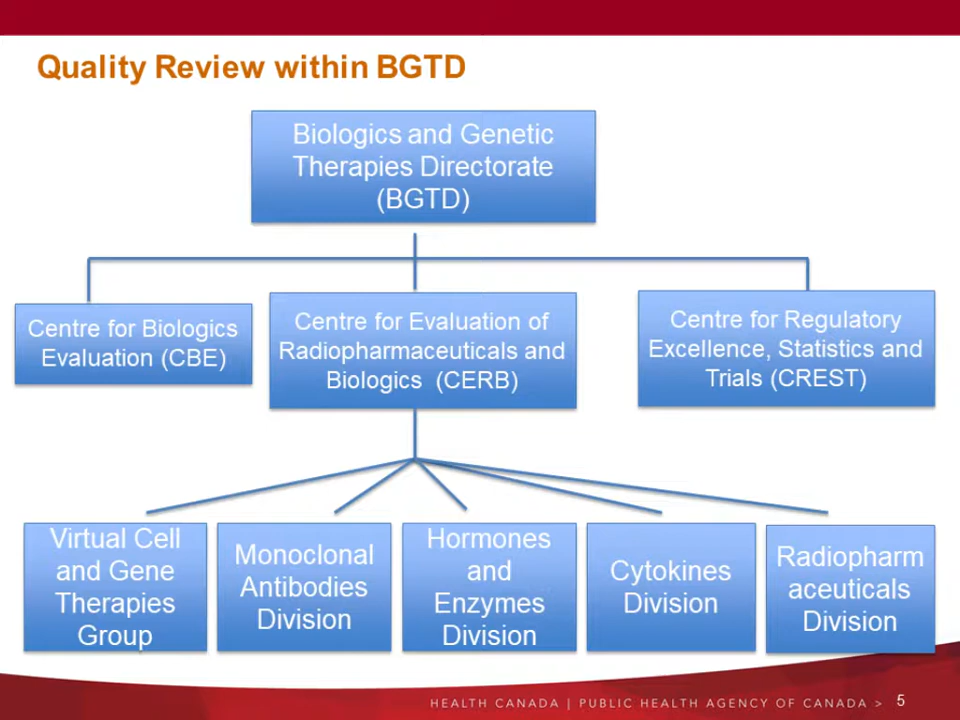 Quality Review within BGTD
Biologics and Genetic
Therapies Directorate
(BGTD)
Centre for Biologics
Evaluation (CBE)
Centre for Evaluation of
Radiopharmaceuticals and
Biologics (CERB)
Centre for Regulatory
Excellence, Statistics and
Trials (CREST)
Virtual Cell
and Gene
Therapies
Group
Monoclonal
Antibodies
Division
Hormones
and
Enzymes
Division
Cytokines
Division
Radiopharm
aceuticals
Division
HEALTH CANADA | PUBLIC HEALTH AGENCY OF CANADA >
5